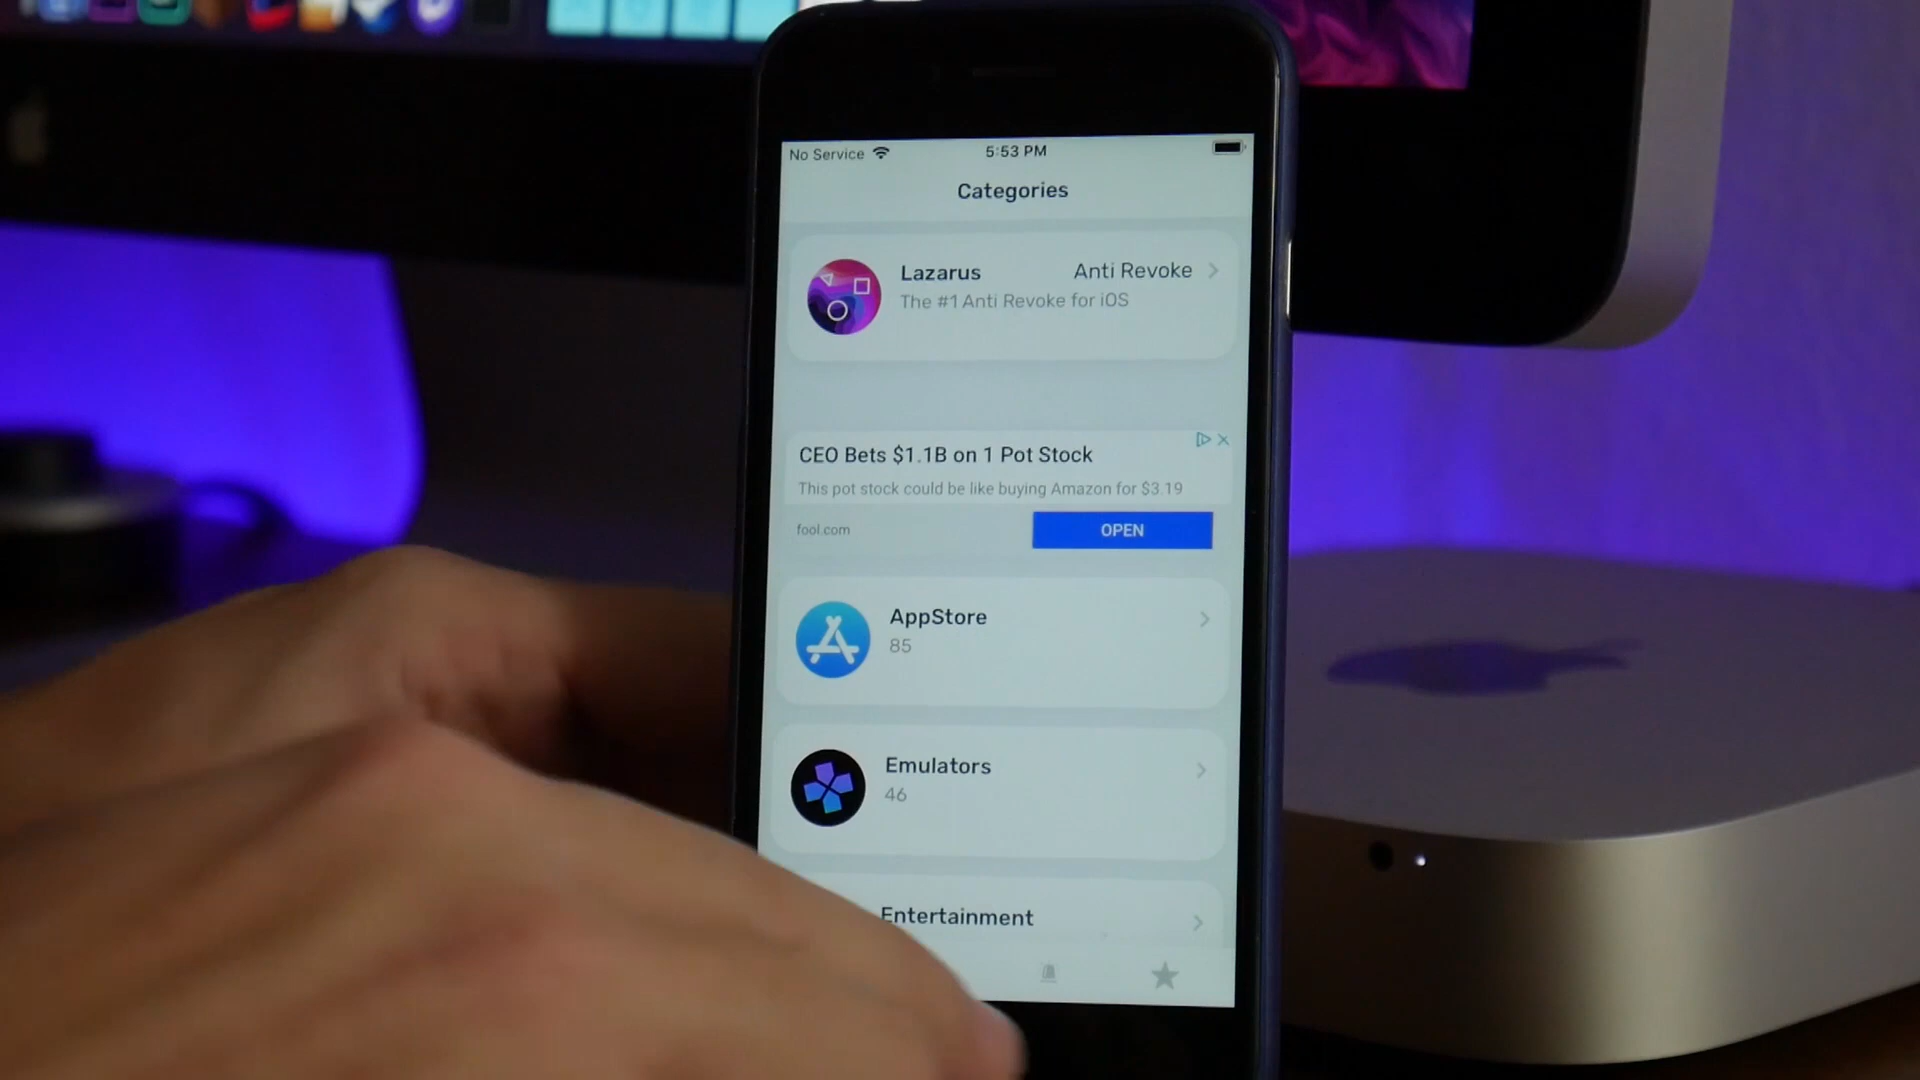 No Service
5:53 PM
Categories
Lazarus
Anti Revoke
The #1 Anti Revoke for iOS
CEO Bets $1.1B on 1 Pot Stock
This pot stock could be like buying Amazon for $3.19
fool.com
OPEN
AppStore
85
Emulators
46
Entertainment